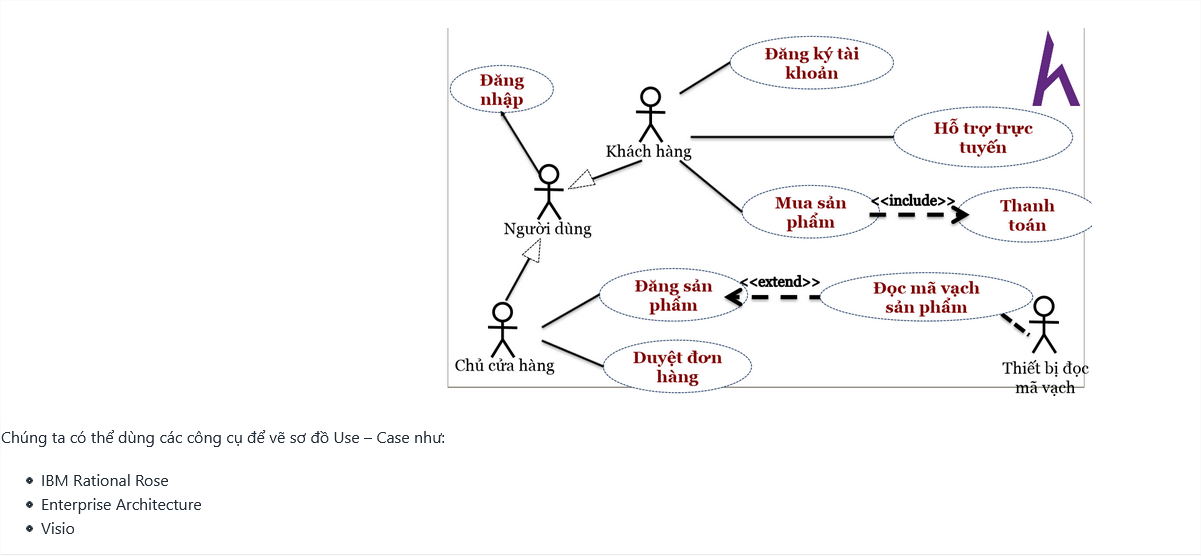 Đăng ký tài
khoản
Đăng
nhập
Hỗ trợ trực
tuyến
Khách hàng
Mua sản
phẩm
<<include>>
Thanh
toán
Người dùng
Đăng sản
phẩm
<<extend>>
Đọc mã vạch
sản phẩm
Chủ cửa hàng
Duyệt đơn
hàng
Thiết bị đọc
mã vạch
Chúng ta có thể dùng các công cụ để vẽ sơ đồ Use – Case như:
IBM Rational Rose
Enterprise Architecture
Visio